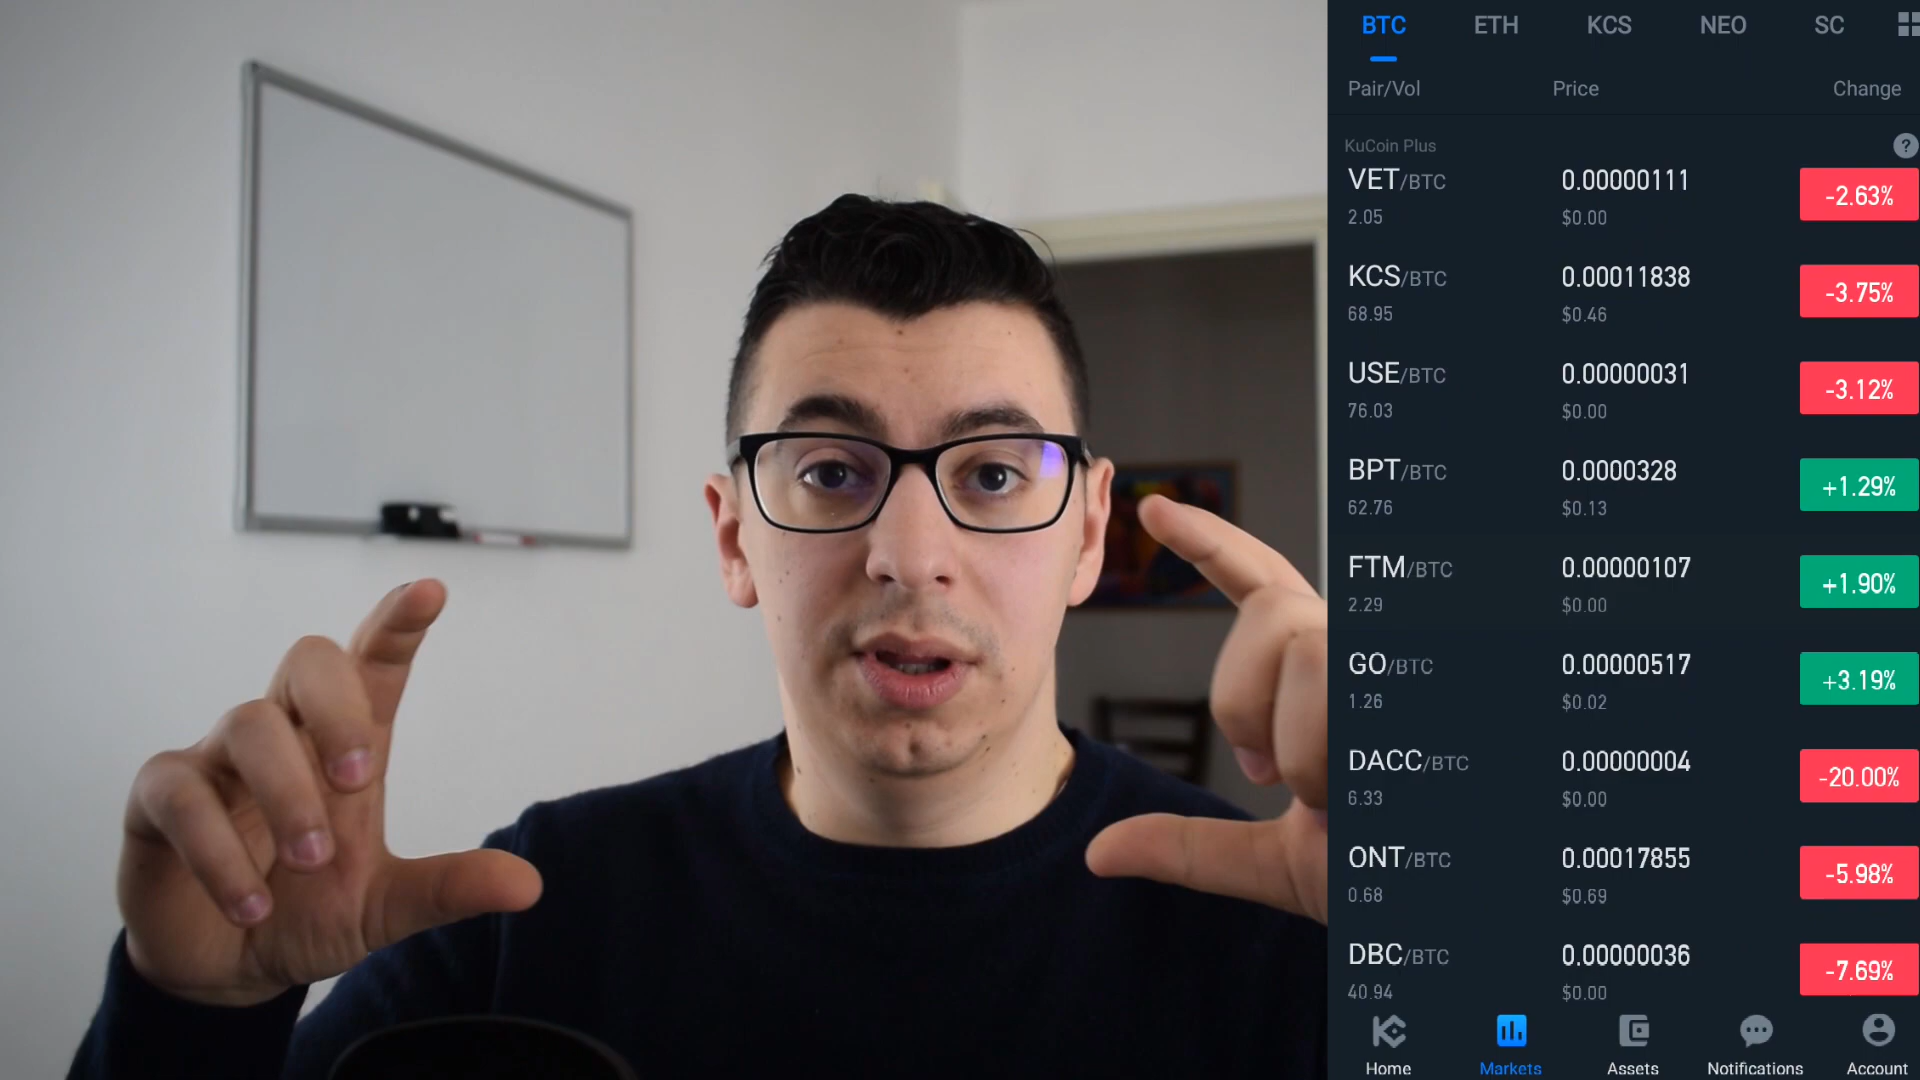 BTC ETH KCS NEO SC
Pair/Vol Price Change
KuCoin Plus ?
VET/BTC 0.00000111 -2.63%
2.05 $0.00
KCS/BTC 0.00011838 -3.75%
68.95 $0.46
USE/BTC 0.00000031 -3.12%
76.03 $0.00
BPT/BTC 0.0000328 +1.29%
62.76 $0.13
FTM/BTC 0.00000107 +1.90%
2.29 $0.00
GO/BTC 0.00000517 +3.19%
1.26 $0.02
DACC/BTC 0.00000004 -20.00%
6.33 $0.00
ONT/BTC 0.00017855 -5.98%
0.68 $0.69
DBC/BTC 0.00000036 -7.69%
40.94 $0.00
Home Markets Assets Notifications Account